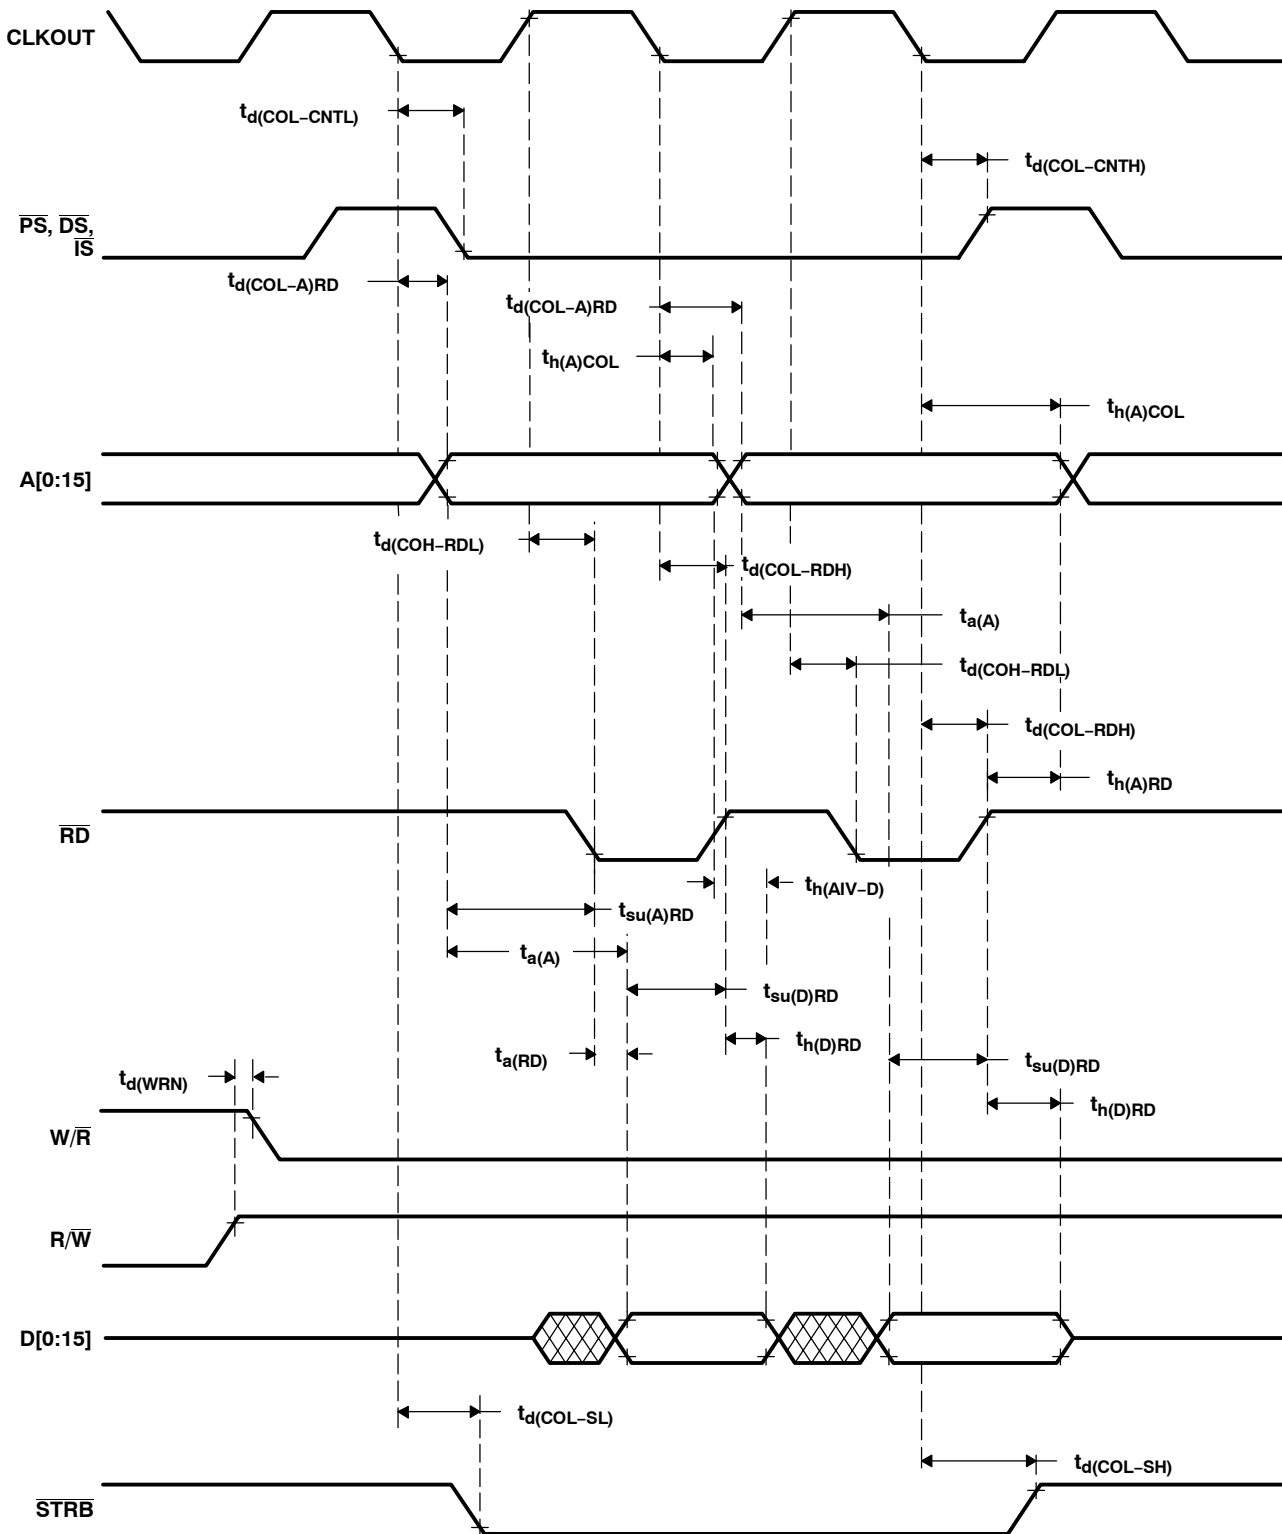 CLKOUT
td(COL–CNTL)
td(COL–CNTH)
PS, DS,
IS
td(COL–A)RD
td(COL–A)RD
th(A)COL
th(A)COL
A[0:15]
td(COH–RDL)
td(COL–RDH)
ta(A)
td(COH–RDL)
td(COL–RDH)
th(A)RD
RD
th(AIV–D)
tsu(A)RD
ta(A)
tsu(D)RD
th(D)RD
ta(RD)
tsu(D)RD
td(WRN)
th(D)RD
W/R
R/W
D[0:15]
td(COL–SL)
td(COL–SH)
STRB